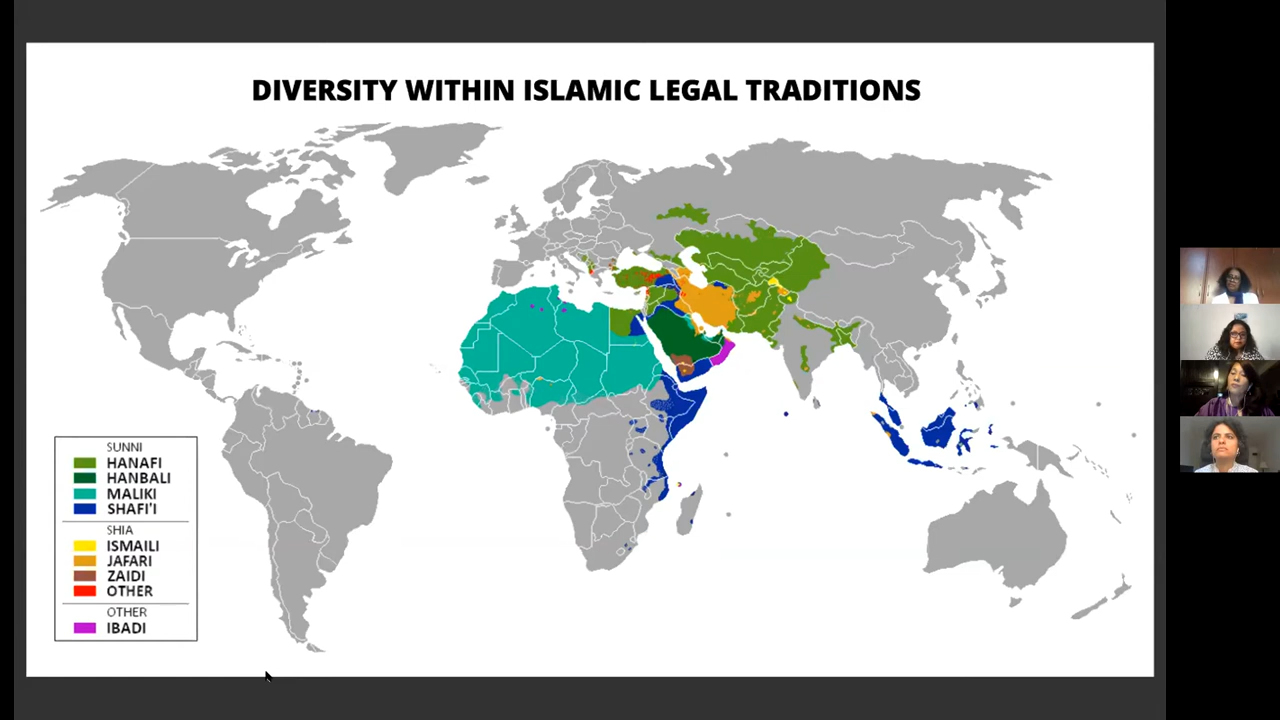 DIVERSITY WITHIN ISLAMIC LEGAL TRADITIONS
SUNNI
HANAFI
HANBALI
MALIKI
SHAFI'I
SHIA
ISMAILI
JAFARI
ZAIDI
OTHER
OTHER
IBADI